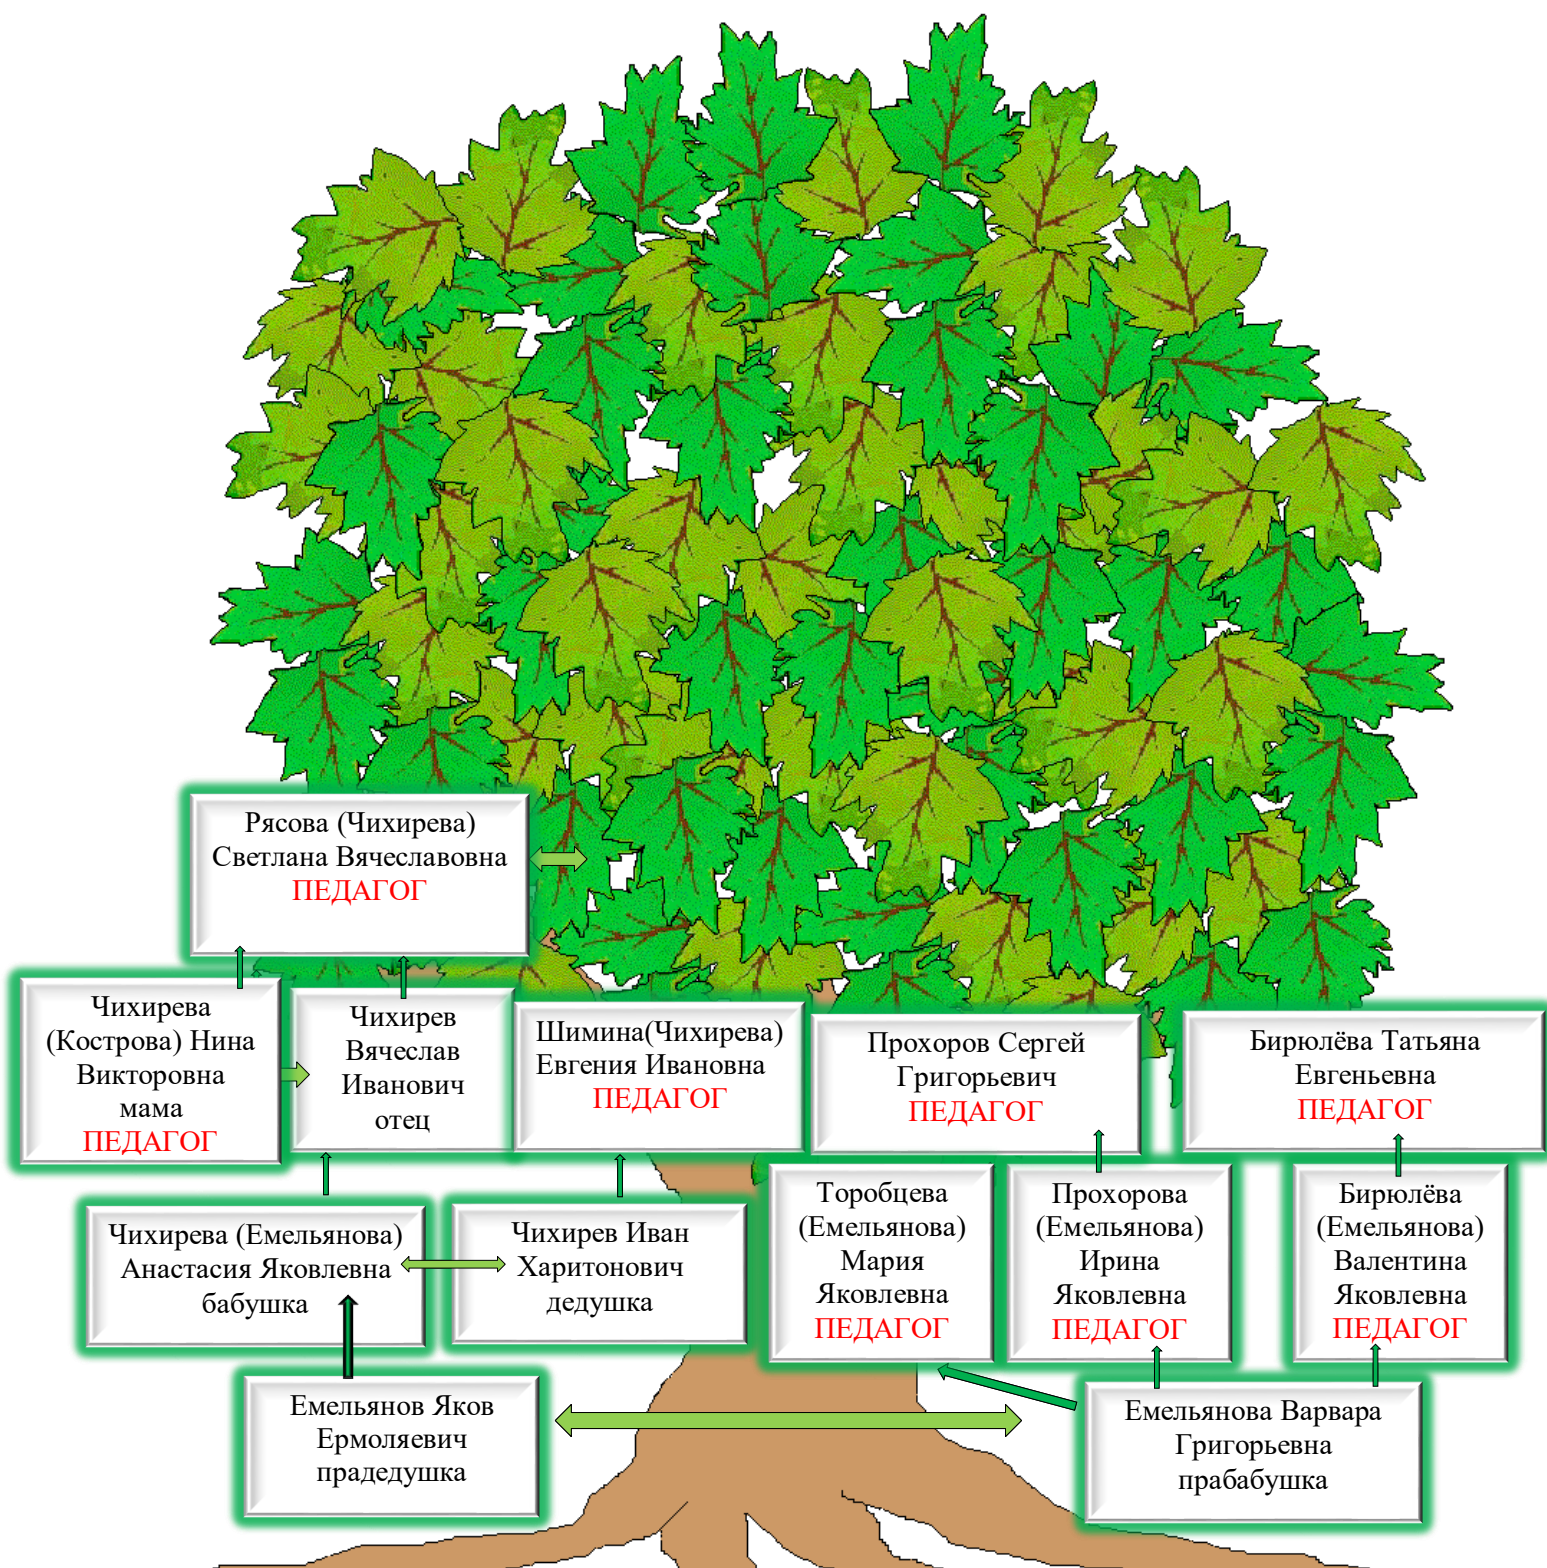 Рясова (Чихирева)
Светлана Вячеславовна
ПЕДАГОГ
Чихирева
(Кострова) Нина
Викторовна
мама
ПЕДАГОГ
Чихирев
Вячеслав
Иванович
отец
Шимина(Чихирева)
Евгения Ивановна
ПЕДАГОГ
Прохоров Сергей
Григорьевич
ПЕДАГОГ
Бирюлёва Татьяна
Евгеньевна
ПЕДАГОГ
Чихирева (Емельянова)
Анастасия Яковлевна
бабушка
Чихирев Иван
Харитонович
дедушка
Торобцева
(Емельянова)
Мария
Яковлевна
ПЕДАГОГ
Прохорова
(Емельянова)
Ирина
Яковлевна
ПЕДАГОГ
Бирюлёва
(Емельянова)
Валентина
Яковлевна
ПЕДАГОГ
Емельянов Яков
Ермоляевич
прадедушка
Емельянова Варвара
Григорьевна
прабабушка